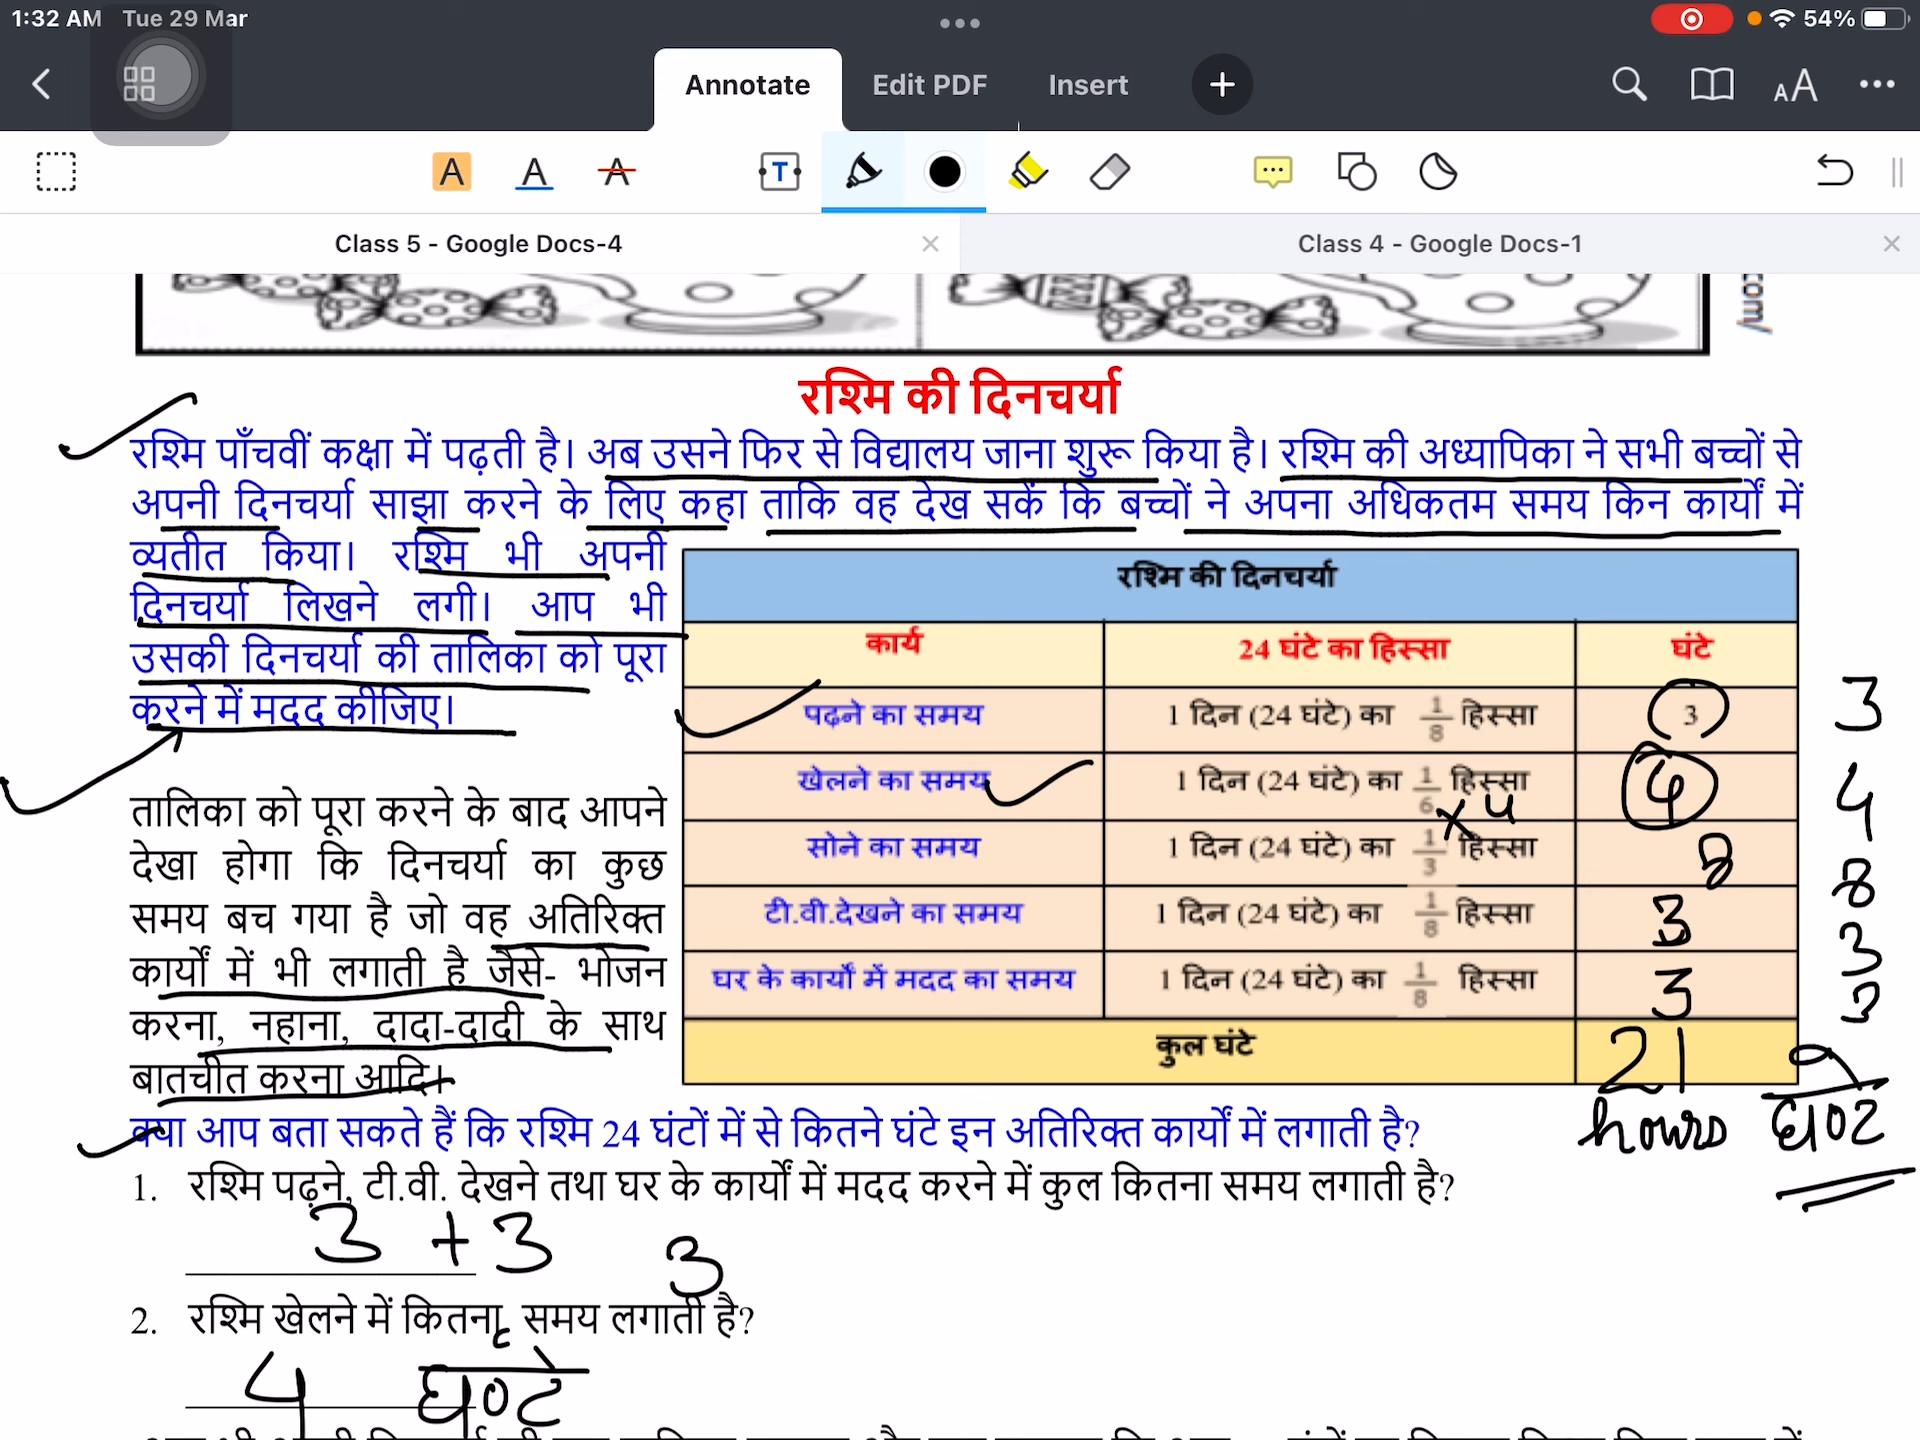 1:32 AM Tue 29 Mar
54%
Annotate Edit PDF Insert
AA
A A A T
Class 5 - Google Docs-4
Class 4 - Google Docs-1
com/
रश्मि की दिनचर्या
रश्मि पाँचवीं कक्षा में पढ़ती है। अब उसने फिर से विद्यालय जाना शुरू किया है। रश्मि की अध्यापिका ने सभी बच्चों से
अपनी दिनचर्या साझा करने के लिए कहा ताकि वह देख सकें कि बच्चों ने अपना अधिकतम समय किन कार्यों में
व्यतीत किया। रश्मि भी अपनी
दिनचर्या लिखने लगी। आप भी
उसकी दिनचर्या की तालिका को पूरा
करने में मदद कीजिए।
तालिका को पूरा करने के बाद आपने
देखा होगा कि दिनचर्या का कुछ
समय बच गया है जो वह अतिरिक्त
कार्यों में भी लगाती है जैसे- भोजन
करना, नहाना, दादा-दादी के साथ
बातचीत करना आदि।
रश्मि की दिनचर्या
कार्य 24 घंटे का हिस्सा घंटे
पढ़ने का समय 1 दिन (24 घंटे) का 1/8 हिस्सा 3 3
खेलने का समय 1 दिन (24 घंटे) का 1/6 हिस्सा 4 4
x 4
सोने का समय 1 दिन (24 घंटे) का 1/3 हिस्सा 8 8
टी.वी.देखने का समय 1 दिन (24 घंटे) का 1/8 हिस्सा 3 3
घर के कार्यों में मदद का समय 1 दिन (24 घंटे) का 1/8 हिस्सा 3 3
कुल घंटे 21
hours
क्या आप बता सकते हैं कि रश्मि 24 घंटों में से कितने घंटे इन अतिरिक्त कार्यों में लगाती है?
1. रश्मि पढ़ने, टी.वी. देखने तथा घर के कार्यों में मदद करने में कुल कितना समय लगाती है?
3 + 3 3
2. रश्मि खेलने में कितना समय लगाती है?
4 घण्टे